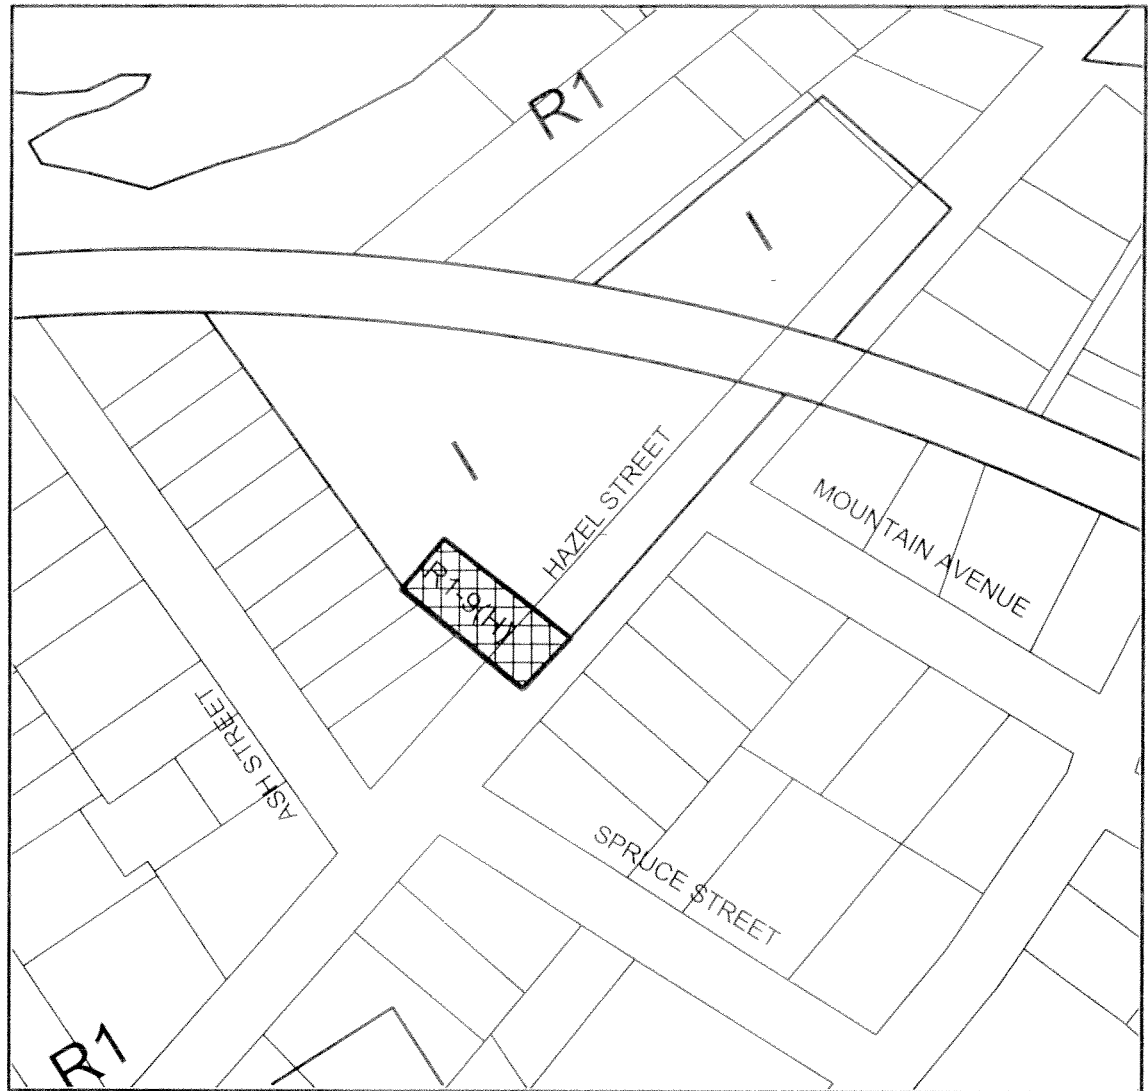 R1
I
I
HAZEL STREET
MOUNTAIN AVENUE
R1-9(H)
ASH STREET
SPRUCE STREET
R1